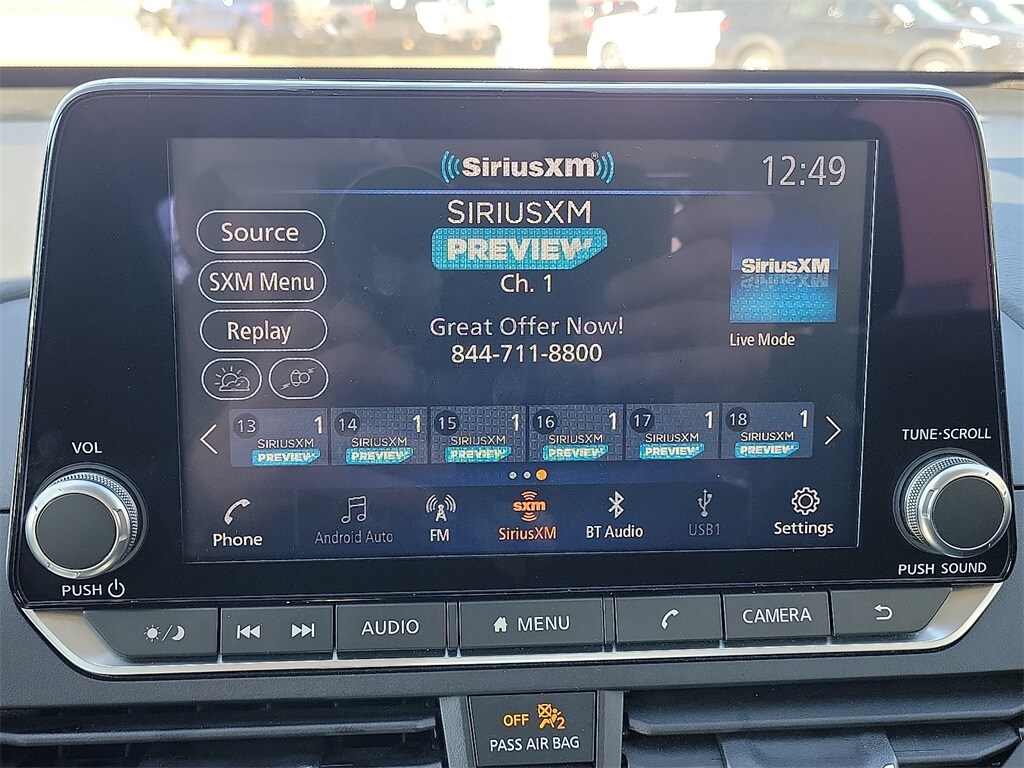 SiriusXM®
12:49
SIRIUSXM
PREVIEW
Ch. 1
Great Offer Now!
844-711-8800
Source
SXM Menu
Replay
SiriusXM
Live Mode
13 1 SIRIUSXM PREVIEW
14 1 SIRIUSXM PREVIEW
15 1 SIRIUSXM PREVIEW
16 1 SIRIUSXM PREVIEW
17 1 SIRIUSXM PREVIEW
18 1 SIRIUSXM PREVIEW
VOL
TUNE·SCROLL
Phone
Android Auto
FM
sxm
SiriusXM
BT Audio
USB1
Settings
PUSH
PUSH SOUND
AUDIO
MENU
CAMERA
OFF 2
PASS AIR BAG